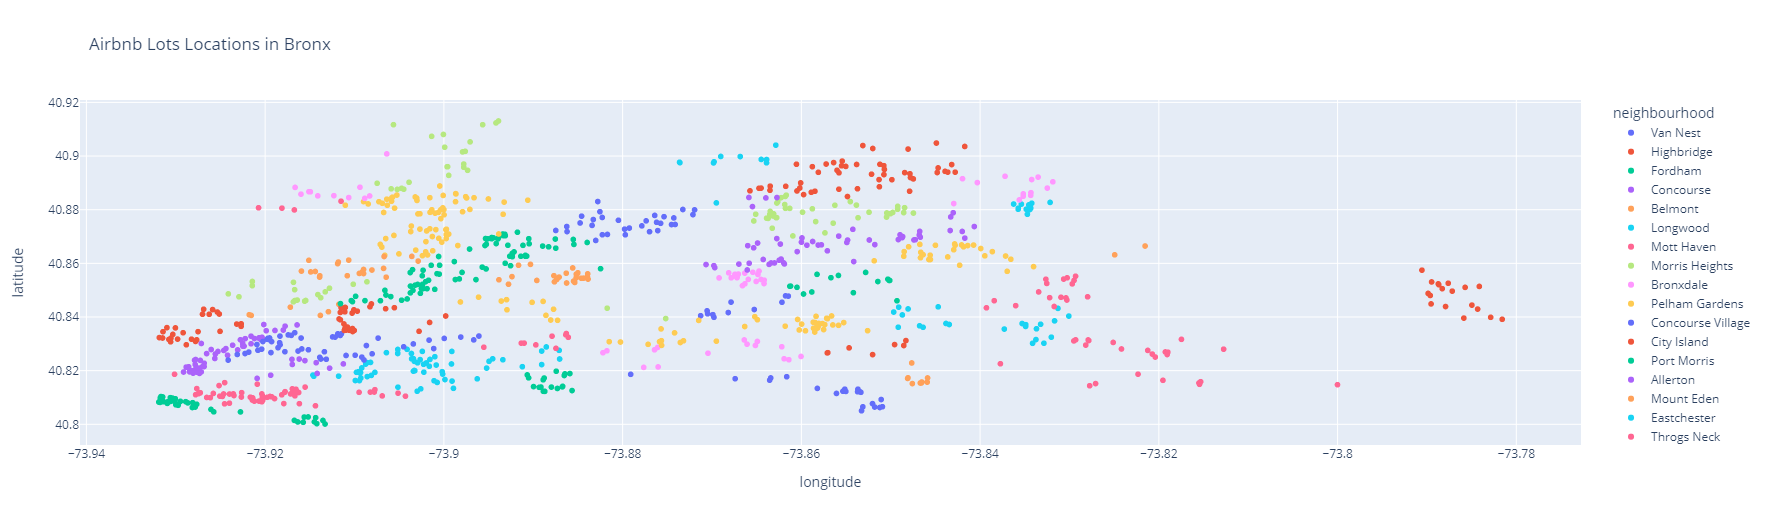 Airbnb Lots Locations in Bronx
neighbourhood
Van Nest
Highbridge
Fordham
Concourse
Belmont
Longwood
Mott Haven
Morris Heights
Bronxdale
Pelham Gardens
Concourse Village
City Island
Port Morris
Allerton
Mount Eden
Eastchester
Throgs Neck
latitude
40.92
40.9
40.88
40.86
40.84
40.82
40.8
−73.94 −73.92 −73.9 −73.88 −73.86 −73.84 −73.82 −73.8 −73.78
longitude